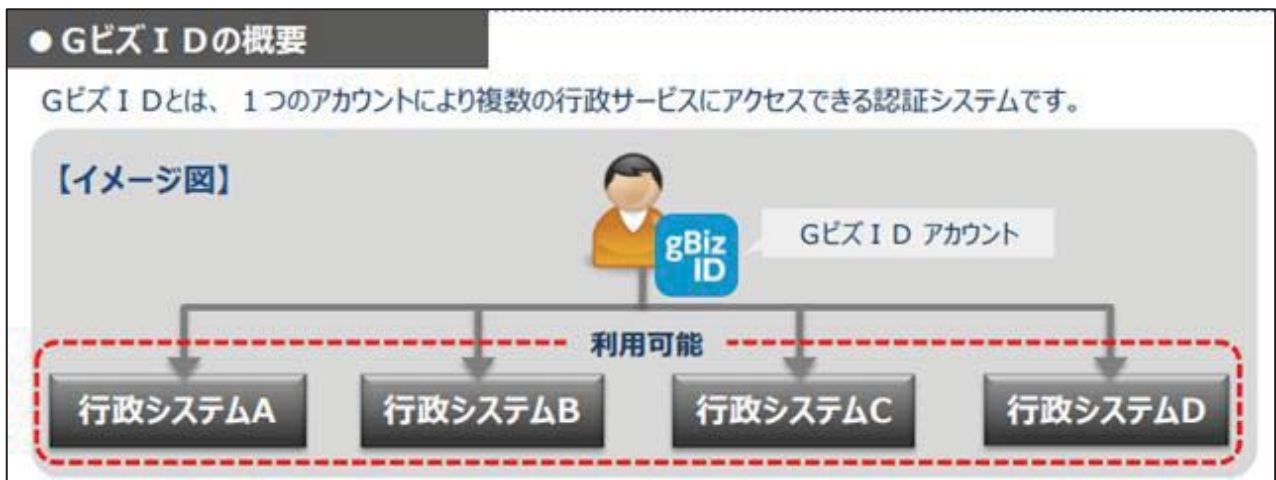 ●GビズＩＤの概要
GビズＩＤとは、１つのアカウントにより複数の行政サービスにアクセスできる認証システムです。
【イメージ図】
gBiz
ID
GビズＩＤ アカウント
利用可能
行政システムA
行政システムB
行政システムC
行政システムD